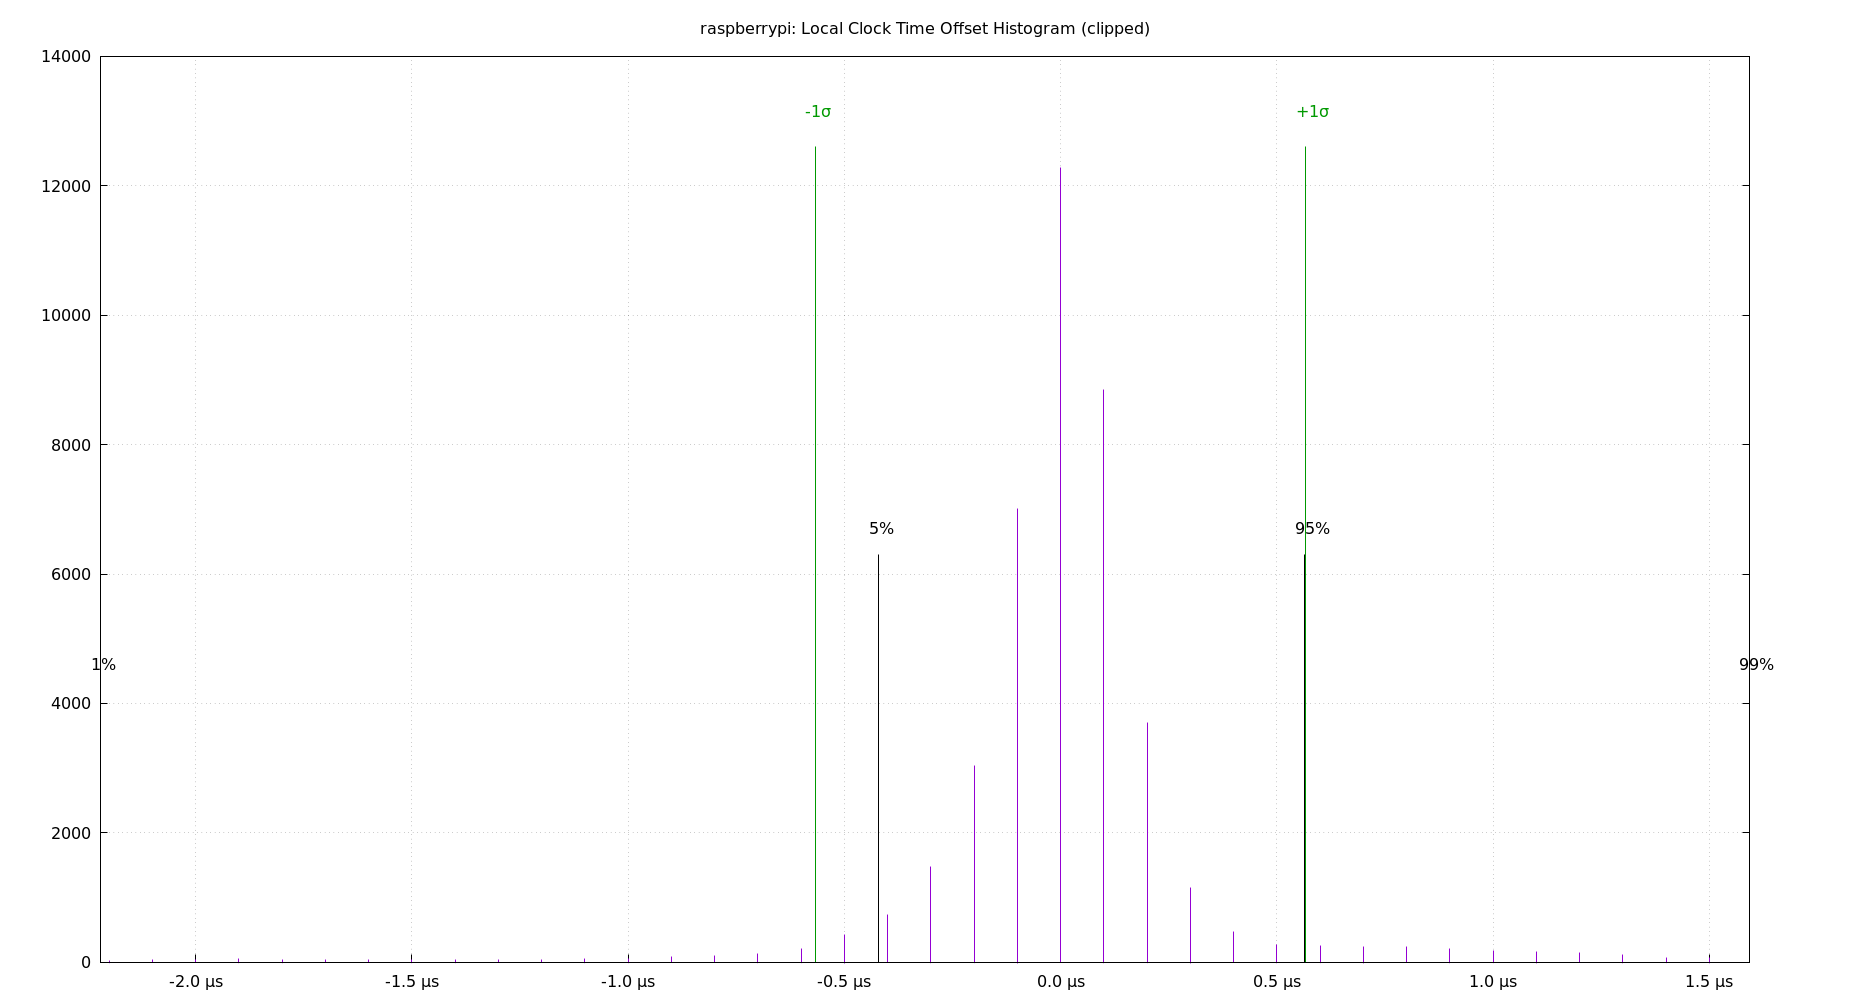 raspberrypi: Local Clock Time Offset Histogram (clipped)
14000
-1σ
+1σ
12000
10000
8000
5%
95%
6000
1%
99%
4000
2000
0
-2.0 μs
-1.5 μs
-1.0 μs
-0.5 μs
0.0 μs
0.5 μs
1.0 μs
1.5 μs